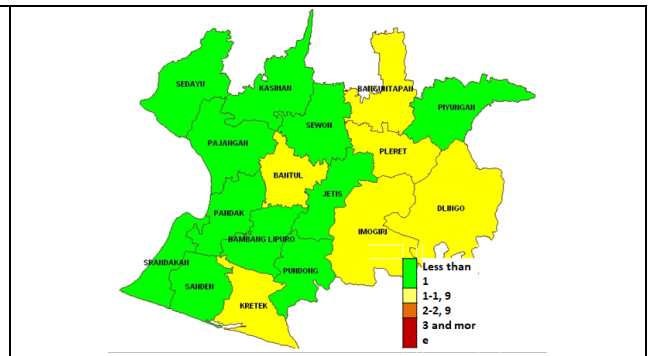 SEDAYU
KASIHAN
BANGUNTAPAN
PIYUNGAN
SEWON
PAJANGAN
PLERET
BANTUL
JETIS
DLINGO
PANDAK
IMOGIRI
BAMBANG LIPURO
SRANDAKAN
PUNDONG
SANDEN
KRETEK
Less than
1
1-1, 9
2-2, 9
3 and mor
e